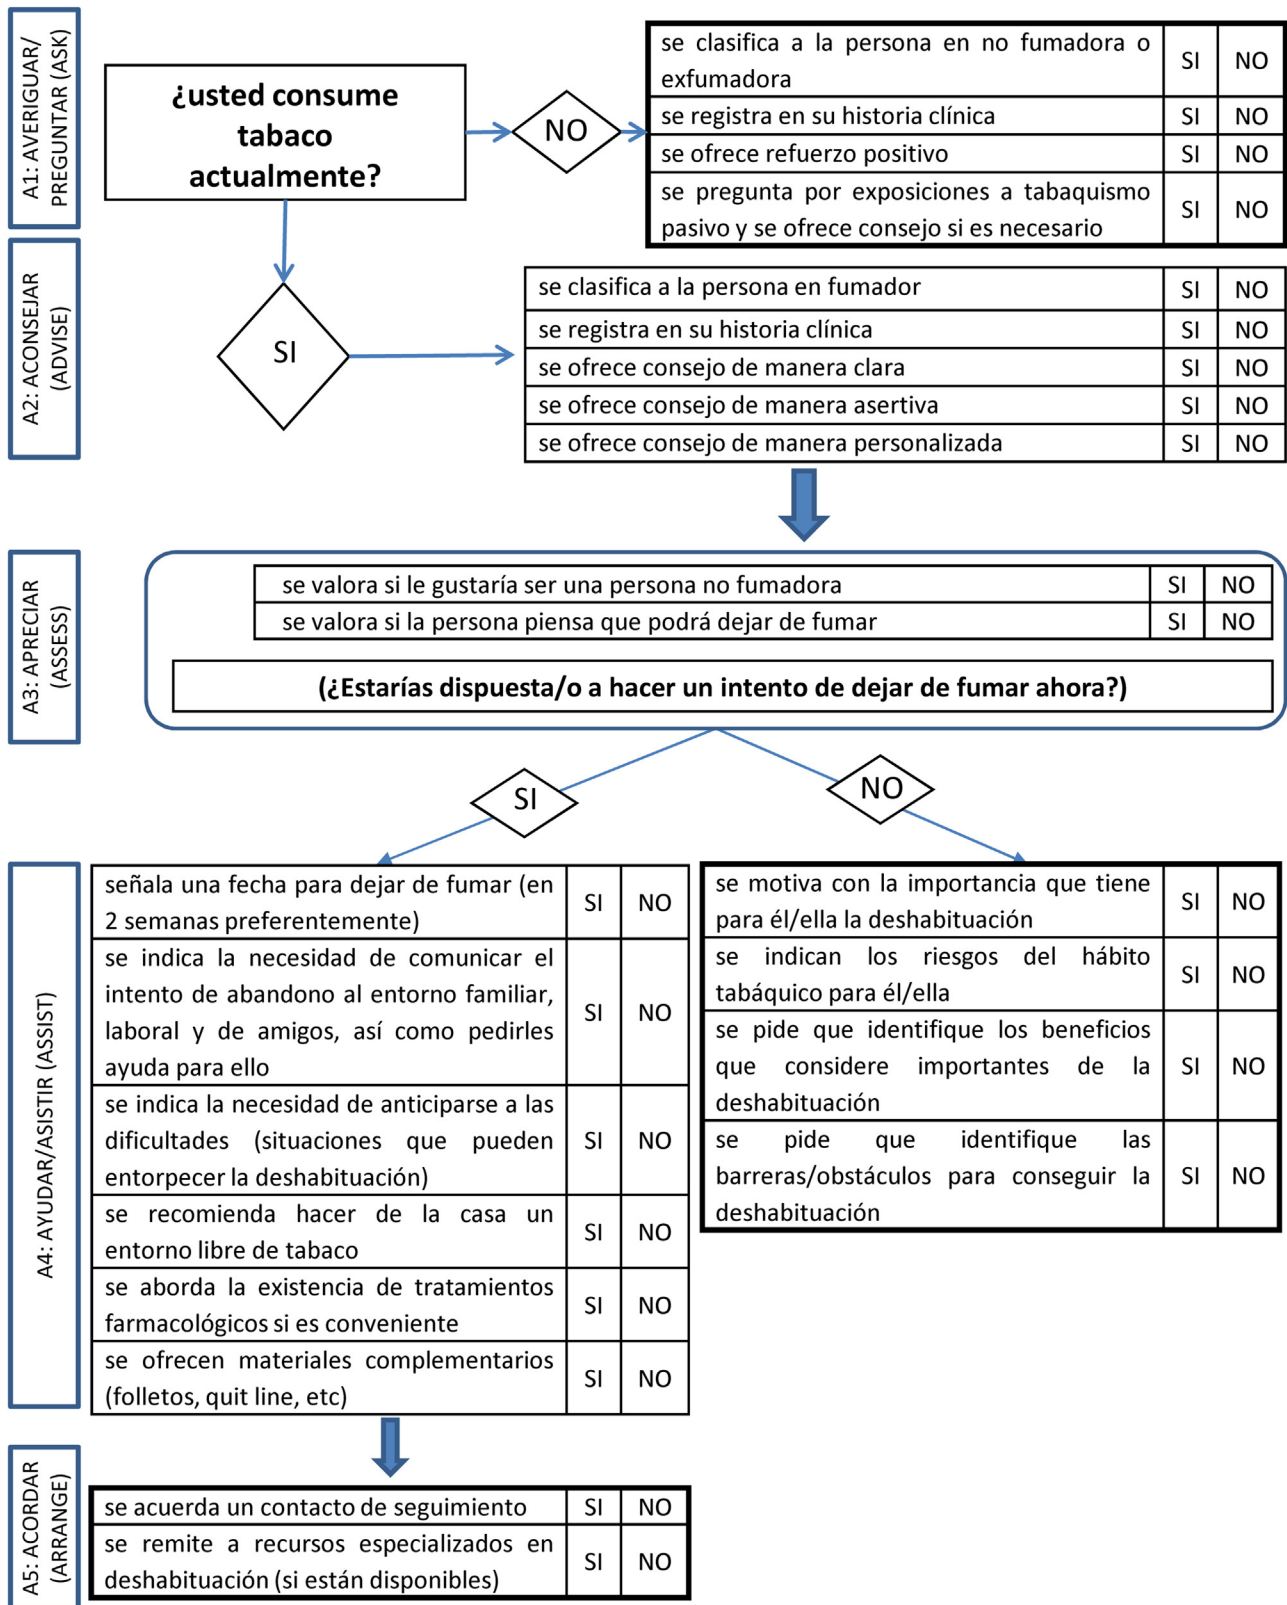 A1: AVERIGUAR/
PREGUNTAR (ASK)
¿usted consume
tabaco
actualmente?
NO
se clasifica a la persona en no fumadora o
exfumadora
SI
NO
se registra en su historia clínica
SI
NO
se ofrece refuerzo positivo
SI
NO
se pregunta por exposiciones a tabaquismo
pasivo y se ofrece consejo si es necesario
SI
NO
A2: ACONSEJAR
(ADVISE)
SI
se clasifica a la persona en fumador
SI
NO
se registra en su historia clínica
SI
NO
se ofrece consejo de manera clara
SI
NO
se ofrece consejo de manera asertiva
SI
NO
se ofrece consejo de manera personalizada
SI
NO
A3: APRECIAR
(ASSESS)
se valora si le gustaría ser una persona no fumadora
SI
NO
se valora si la persona piensa que podrá dejar de fumar
SI
NO
(¿Estarías dispuesta/o a hacer un intento de dejar de fumar ahora?)
SI
NO
A4: AYUDAR/ASISTIR (ASSIST)
señala una fecha para dejar de fumar (en
2 semanas preferentemente)
SI
NO
se indica la necesidad de comunicar el
intento de abandono al entorno familiar,
laboral y de amigos, así como pedirles
ayuda para ello
SI
NO
se indica la necesidad de anticiparse a las
dificultades (situaciones que pueden
entorpecer la deshabituación)
SI
NO
se recomienda hacer de la casa un
entorno libre de tabaco
SI
NO
se aborda la existencia de tratamientos
farmacológicos si es conveniente
SI
NO
se ofrecen materiales complementarios
(folletos, quit line, etc)
SI
NO
se motiva con la importancia que tiene
para él/ella la deshabituación
SI
NO
se indican los riesgos del hábito
tabáquico para él/ella
SI
NO
se pide que identifique los beneficios
que considere importantes de la
deshabituación
SI
NO
se pide que identifique las
barreras/obstáculos para conseguir la
deshabituación
SI
NO
A5: ACORDAR
(ARRANGE)
se acuerda un contacto de seguimiento
SI
NO
se remite a recursos especializados en
deshabituación (si están disponibles)
SI
NO